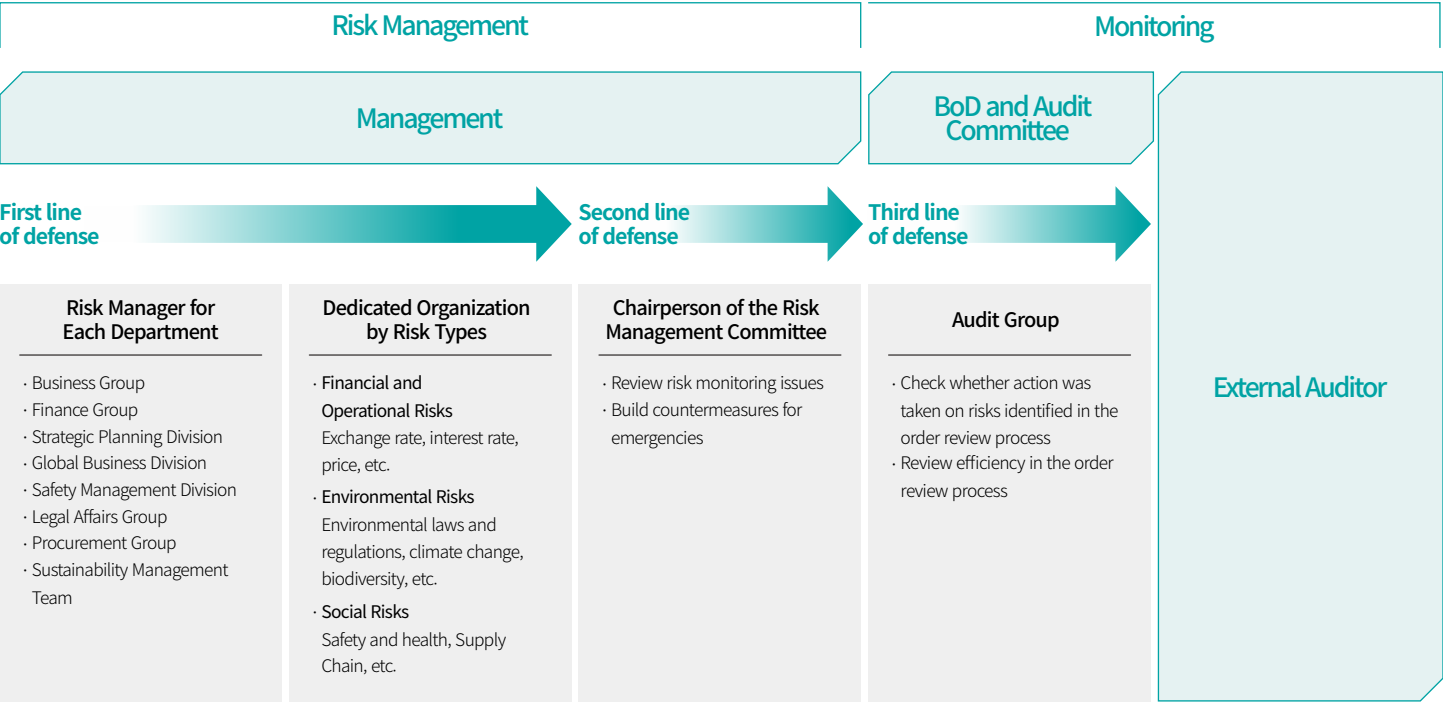 Risk Management
Monitoring
Management
BoD and Audit
Committee
First line
of defense
Second line
of defense
Third line
of defense
Risk Manager for
Each Department
· Business Group
· Finance Group
· Strategic Planning Division
· Global Business Division
· Safety Management Division
· Legal Affairs Group
· Procurement Group
· Sustainability Management
Team
Dedicated Organization
by Risk Types
· Financial and
Operational Risks
Exchange rate, interest rate,
price, etc.
· Environmental Risks
Environmental laws and
regulations, climate change,
biodiversity, etc.
· Social Risks
Safety and health, Supply
Chain, etc.
Chairperson of the Risk
Management Committee
· Review risk monitoring issues
· Build countermeasures for
emergencies
Audit Group
· Check whether action was
taken on risks identified in the
order review process
· Review efficiency in the order
review process
External Auditor